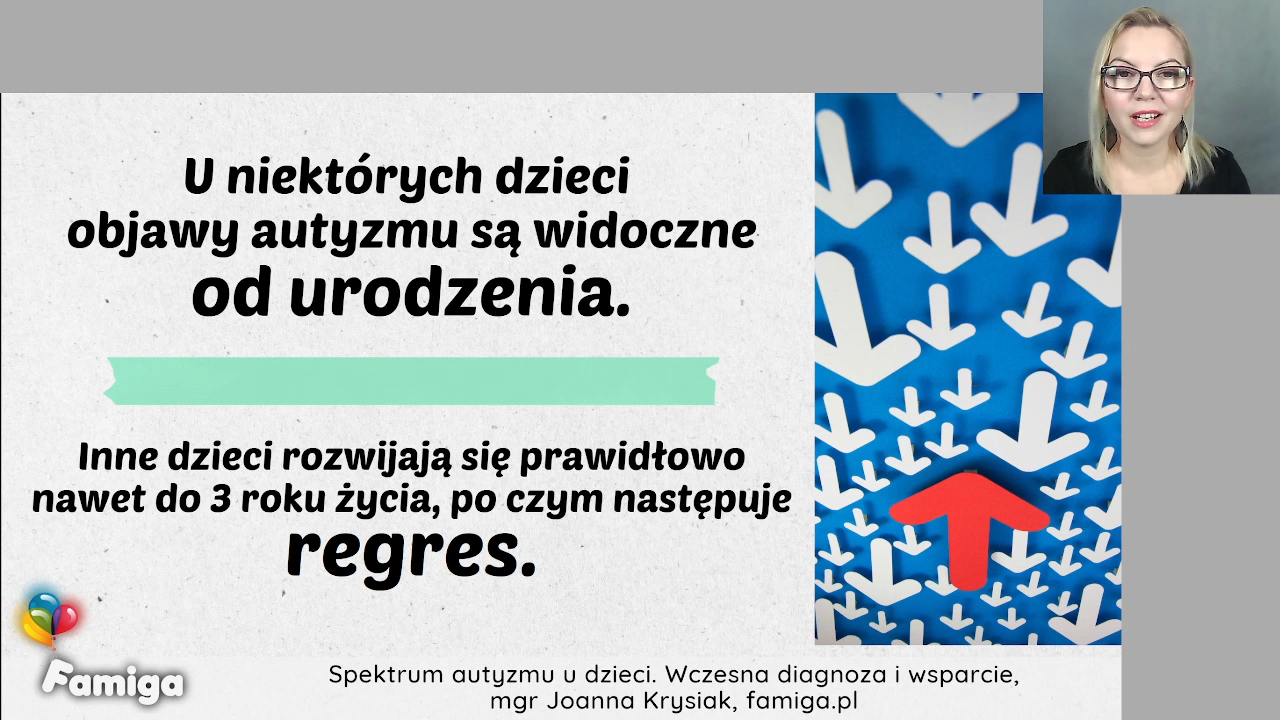 U niektórych dzieci
objawy autyzmu są widoczne
od urodzenia.
Inne dzieci rozwijają się prawidłowo
nawet do 3 roku życia, po czym następuje
regres.
Famiga
Spektrum autyzmu u dzieci. Wczesna diagnoza i wsparcie,
mgr Joanna Krysiak, famiga.pl